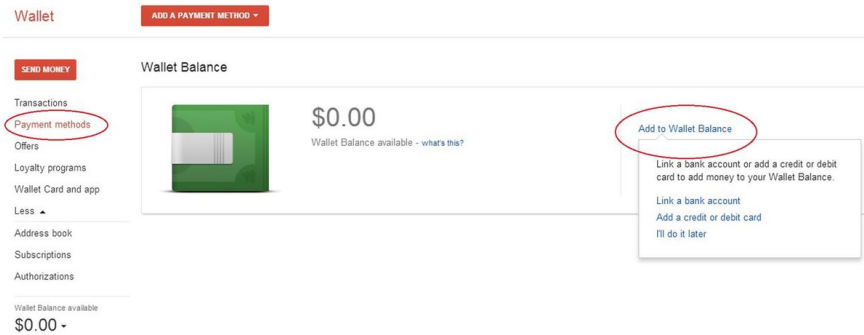 Wallet
ADD A PAYMENT METHOD
SEND MONEY
Wallet Balance
Transactions
Payment methods
Offers
Loyalty programs
Wallet Card and app
Less
Address book
Subscriptions
Authorizations
Wallet Balance available
$0.00
$0.00
Wallet Balance available - what's this?
Add to Wallet Balance
Link a bank account or add a credit or debit
card to add money to your Wallet Balance.
Link a bank account
Add a credit or debit card
I'll do it later